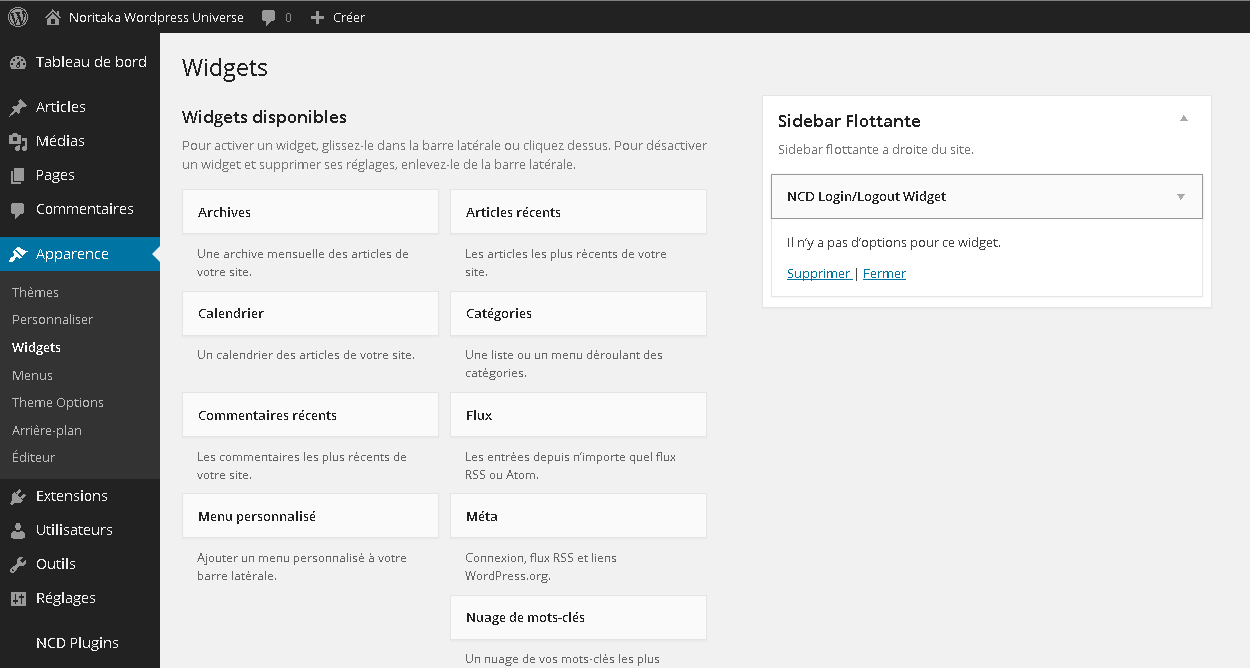 Noritaka Wordpress Universe 0 Créer
Tableau de bord
Articles
Médias
Pages
Commentaires
Apparence
Thèmes
Personnaliser
Widgets
Menus
Theme Options
Arrière-plan
Éditeur
Extensions
Utilisateurs
Outils
Réglages
NCD Plugins
Widgets
Widgets disponibles
Pour activer un widget, glissez-le dans la barre latérale ou cliquez dessus. Pour désactiver
un widget et supprimer ses réglages, enlevez-le de la barre latérale.
Archives
Une archive mensuelle des articles de
votre site.
Articles récents
Les articles les plus récents de votre
site.
Calendrier
Un calendrier des articles de votre site.
Catégories
Une liste ou un menu déroulant des
catégories.
Commentaires récents
Les commentaires les plus récents de
votre site.
Flux
Les entrées depuis n’importe quel flux
RSS ou Atom.
Menu personnalisé
Ajouter un menu personnalisé à votre
barre latérale.
Méta
Connexion, flux RSS et liens
WordPress.org.
Nuage de mots-clés
Un nuage de vos mots-clés les plus
Sidebar Flottante
Sidebar flottante a droite du site.
NCD Login/Logout Widget
Il n’y a pas d’options pour ce widget.
Supprimer | Fermer